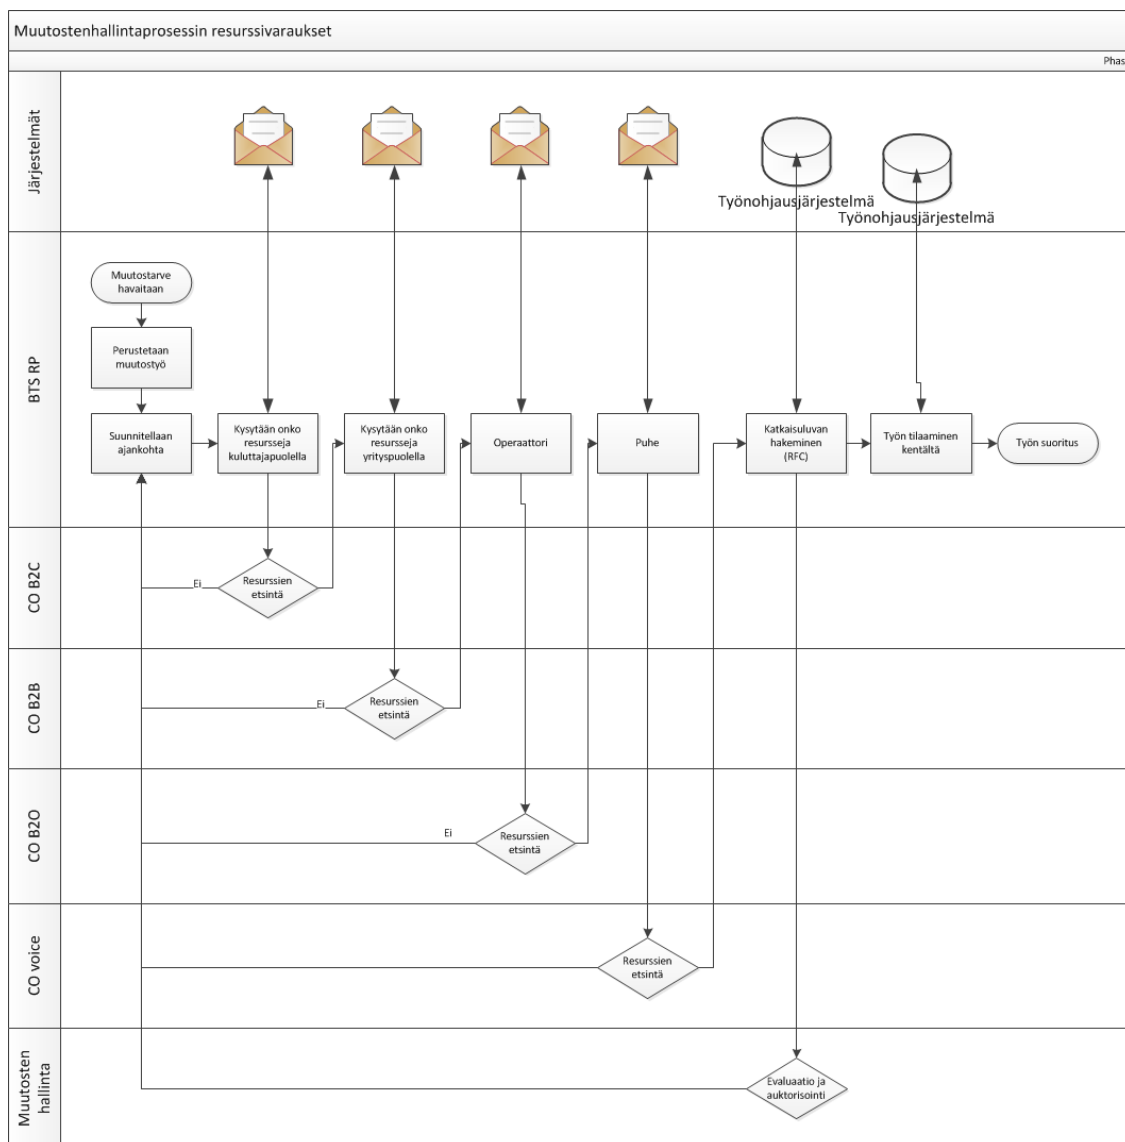 Muutostenhallintaprosessin resurssivaraukset
Phas
Järjestelmät
Työnohjausjärjestelmä
Työnohjausjärjestelmä
BTS RP
Muutostarve
havaitaan
Perustetaan
muutostyö
Suunnitellaan
ajankohta
Kysytään onko
resursseja
kuluttajapuolella
Kysytään onko
resursseja
yrityspuolella
Operaattori
Puhe
Katkaisuluvan
hakeminen
(RFC)
Työn tilaaminen
kentältä
Työn suoritus
CO B2C
Ei
Resurssien
etsintä
CO B2B
Ei
Resurssien
etsintä
CO B2O
Ei
Resurssien
etsintä
CO voice
Resurssien
etsintä
Muutosten
hallinta
Evaluaatio ja
auktorisointi